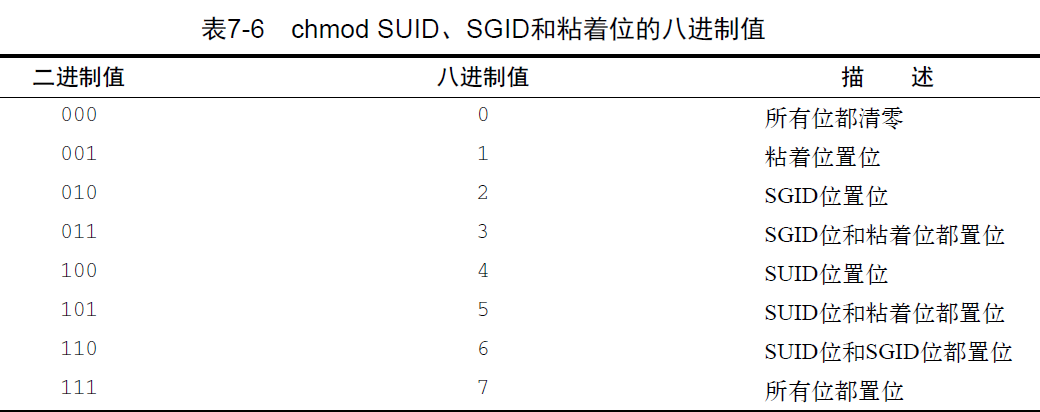 表7-6 chmod SUID、SGID和粘着位的八进制值
二进制值 八进制值 描 述
000 0 所有位都清零
001 1 粘着位置位
010 2 SGID位置位
011 3 SGID位和粘着位都置位
100 4 SUID位置位
101 5 SUID位和粘着位都置位
110 6 SUID位和SGID位都置位
111 7 所有位都置位